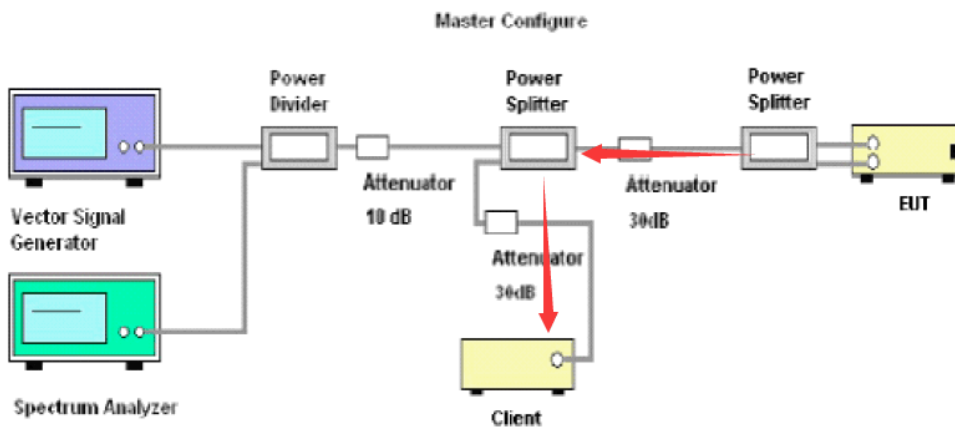 Master Configure
Power
Divider
Power
Splitter
Power
Splitter
Attenuator
10 dB
Attenuator
30dB
EUT
Vector Signal
Generator
Attenuator
30dB
Spectrum Analyzer
Client